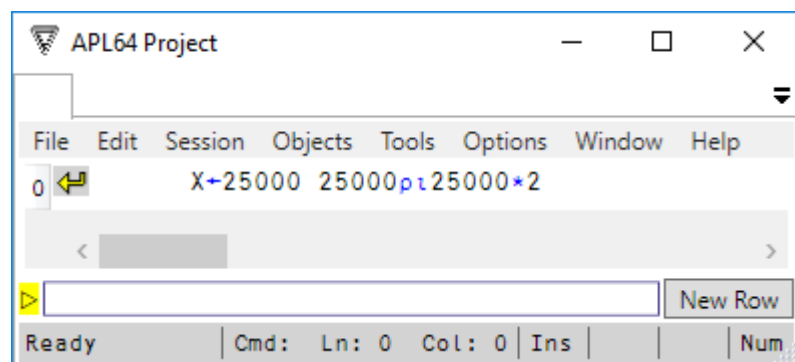 APL64 Project
File Edit Session Objects Tools Options Window Help
0 X←25000 25000⍴⍳25000*2
New Row
Ready Cmd: Ln: 0 Col: 0 Ins Num